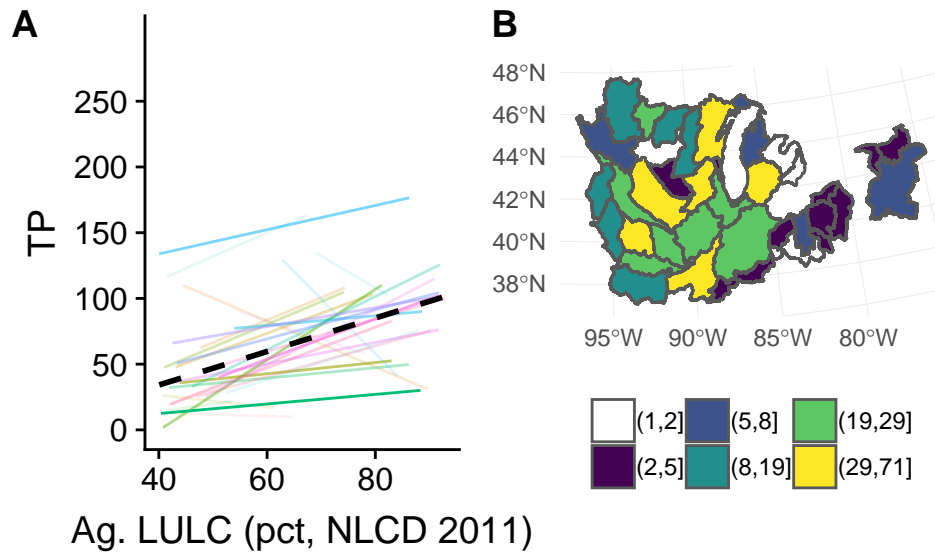 A
TP
250
200
150
100
50
0
40
60
80
Ag. LULC (pct, NLCD 2011)
B
48°N
46°N
44°N
42°N
40°N
38°N
95°W
90°W
85°W
80°W
(1,2]
(5,8]
(19,29]
(2,5]
(8,19]
(29,71]